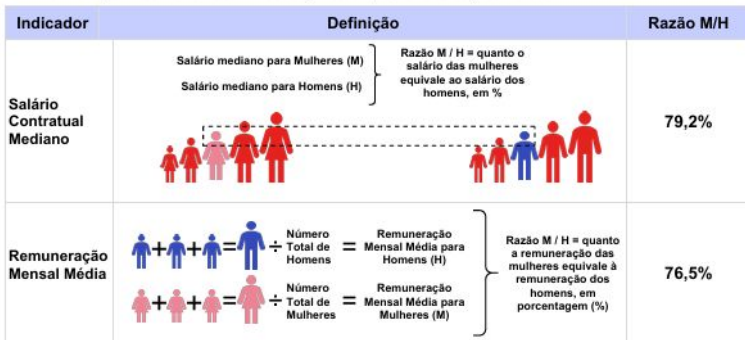 Indicador
Definição
Razão M/H
Salário
Contratual
Mediano
Salário mediano para Mulheres (M)
Salário mediano para Homens (H)
Razão M / H = quanto o
salário das mulheres
equivale ao salário dos
homens, em %
79,2%
Remuneração
Mensal Média
+ + = ÷
Número
Total de
Homens
=
Remuneração
Mensal Média para
Homens (H)
+ + = ÷
Número
Total de
Mulheres
=
Remuneração
Mensal Média para
Mulheres (M)
Razão M / H = quanto
a remuneração das
mulheres equivale à
remuneração dos
homens, em
porcentagem (%)
76,5%